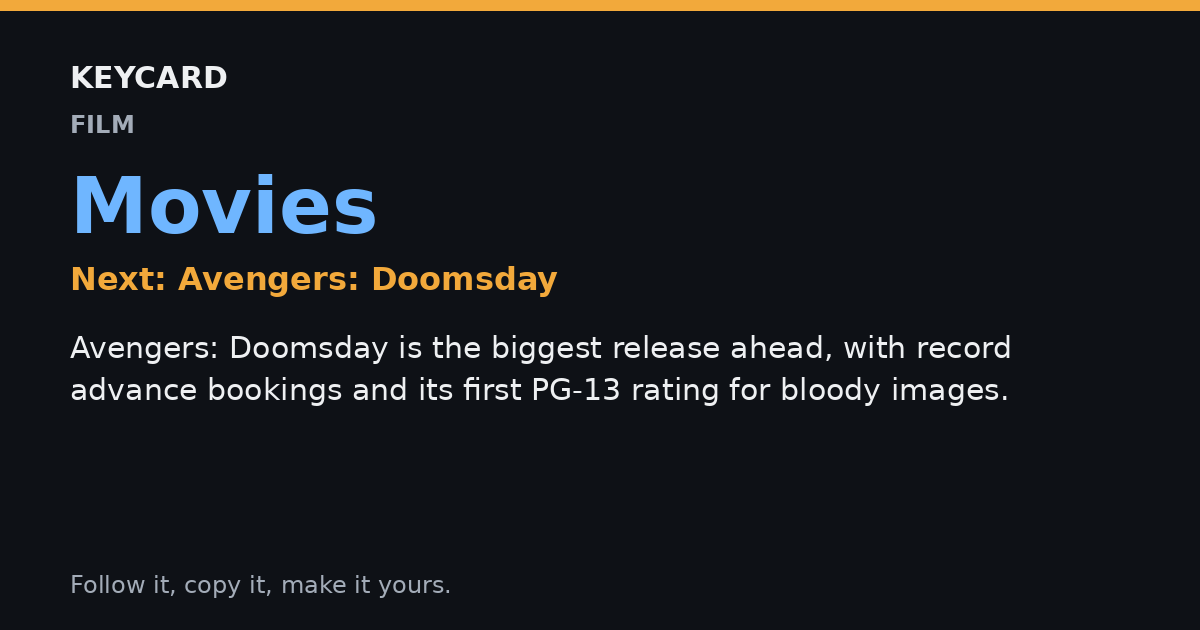 KEYCARD
FILM
Movies
Next: Avengers: Doomsday
Avengers: Doomsday is the biggest release ahead, with record
advance bookings and its first PG-13 rating for bloody images.
Follow it, copy it, make it yours.